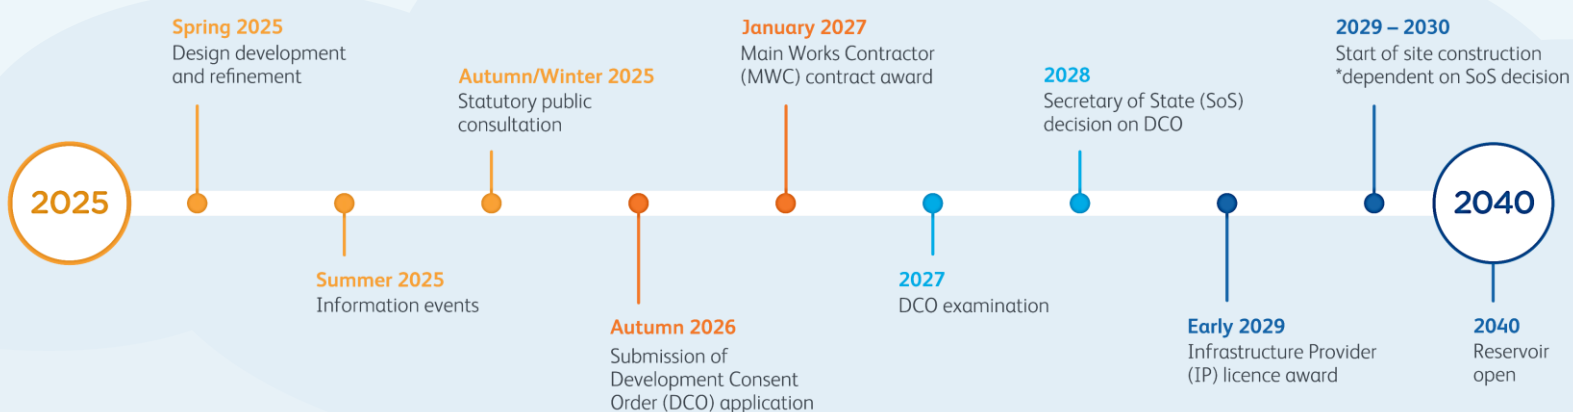 2025
Spring 2025
Design development
and refinement
Summer 2025
Information events
Autumn/Winter 2025
Statutory public
consultation
Autumn 2026
Submission of
Development Consent
Order (DCO) application
January 2027
Main Works Contractor
(MWC) contract award
2027
DCO examination
2028
Secretary of State (SoS)
decision on DCO
Early 2029
Infrastructure Provider
(IP) licence award
2029 – 2030
Start of site construction
*dependent on SoS decision
2040
2040
Reservoir
open